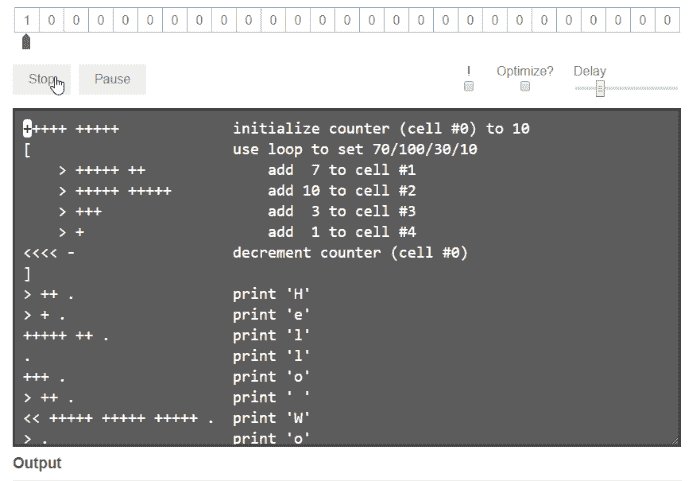 1 0 0 0 0 0 0 0 0 0 0 0 0 0 0 0 0 0 0 0 0 0 0 0 0 0 0
Stop Pause ! Optimize? Delay
+++++ +++++             initialize counter (cell #0) to 10
[                       use loop to set 70/100/30/10
    > +++++ ++              add  7 to cell #1
    > +++++ +++++           add 10 to cell #2
    > +++                   add  3 to cell #3
    > +                     add  1 to cell #4
<<<< -                  decrement counter (cell #0)
]
> ++ .                  print 'H'
> + .                   print 'e'
+++++ ++ .              print 'l'
.                       print 'l'
+++ .                   print 'o'
> ++ .                  print ' '
<< +++++ +++++ +++++ .  print 'W'
> .                     print 'o'
Output